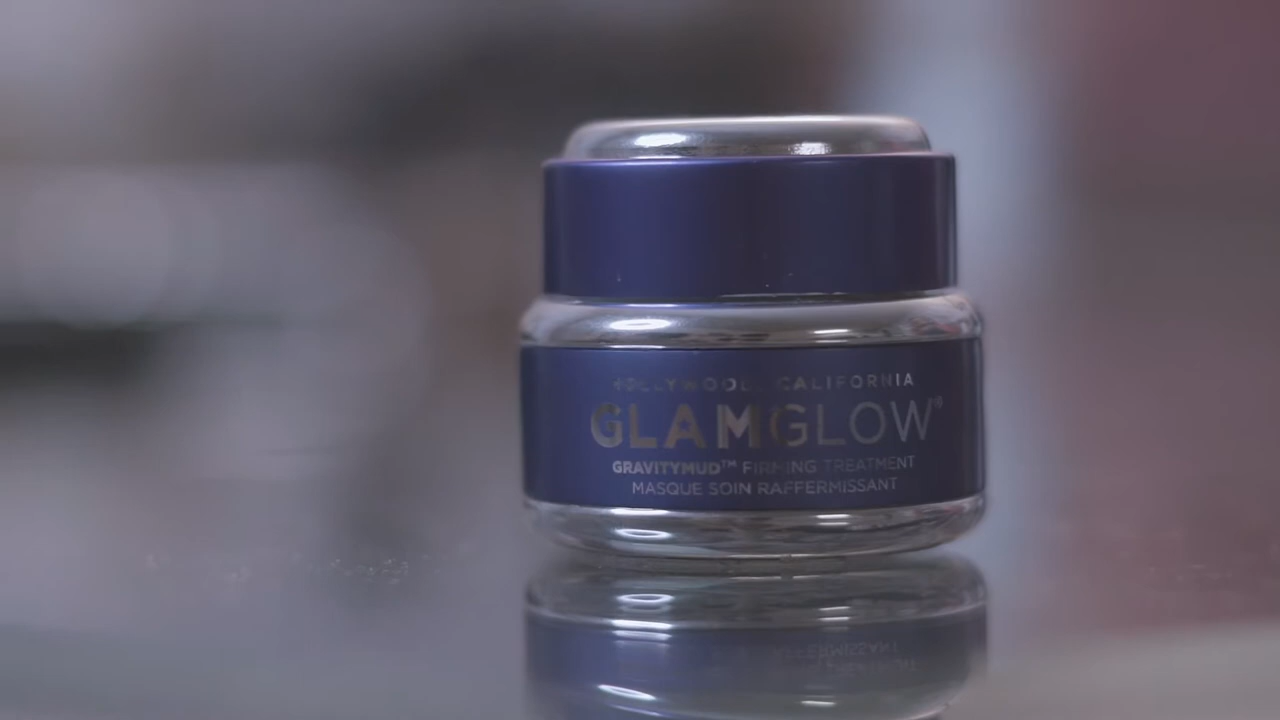 HOLLYWOOD, CALIFORNIA
GLAMGLOW®
GRAVITYMUD™ FIRMING TREATMENT
MASQUE SOIN RAFFERMISSANT